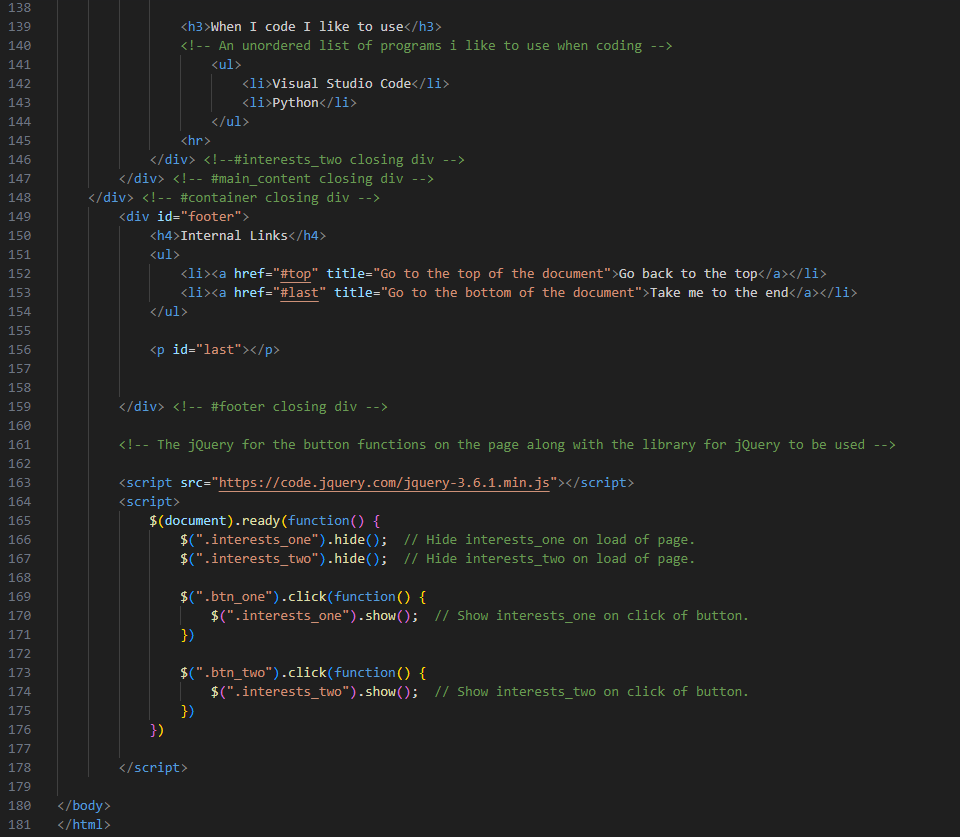 138
139 <h3>When I code I like to use</h3>
140 <!-- An unordered list of programs i like to use when coding -->
141 <ul>
142 <li>Visual Studio Code</li>
143 <li>Python</li>
144 </ul>
145 <hr>
146 </div> <!--#interests_two closing div -->
147 </div> <!-- #main_content closing div -->
148 </div> <!-- #container closing div -->
149 <div id="footer">
150 <h4>Internal Links</h4>
151 <ul>
152 <li><a href="#top" title="Go to the top of the document">Go back to the top</a></li>
153 <li><a href="#last" title="Go to the bottom of the document">Take me to the end</a></li>
154 </ul>
155
156 <p id="last"></p>
157
158
159 </div> <!-- #footer closing div -->
160
161 <!-- The jQuery for the button functions on the page along with the library for jQuery to be used -->
162
163 <script src="https://code.jquery.com/jquery-3.6.1.min.js"></script>
164 <script>
165 $(document).ready(function() {
166 $(".interests_one").hide(); // Hide interests_one on load of page.
167 $(".interests_two").hide(); // Hide interests_two on load of page.
168
169 $(".btn_one").click(function() {
170 $(".interests_one").show(); // Show interests_one on click of button.
171 })
172
173 $(".btn_two").click(function() {
174 $(".interests_two").show(); // Show interests_two on click of button.
175 })
176 })
177
178 </script>
179
180 </body>
181 </html>